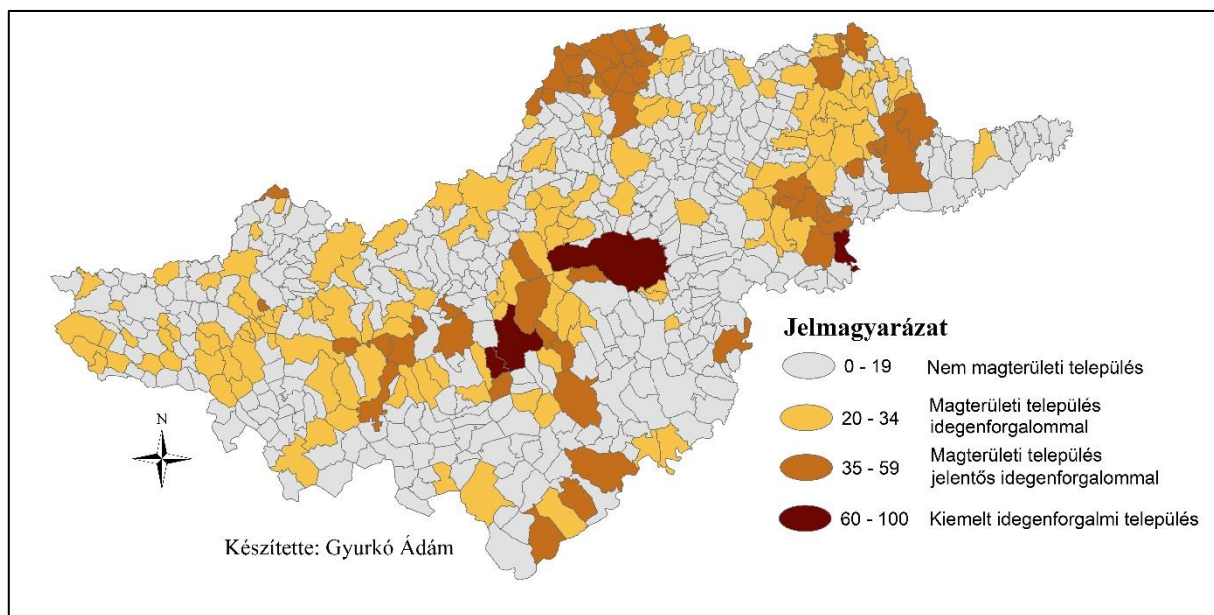 Jelmagyarázat
0 - 19 Nem magterületi település
20 - 34 Magterületi település
idegenforgalommal
35 - 59 Magterületi település
jelentős idegenforgalommal
60 - 100 Kiemelt idegenforgalmi település
N
Készítette: Gyurkó Ádám